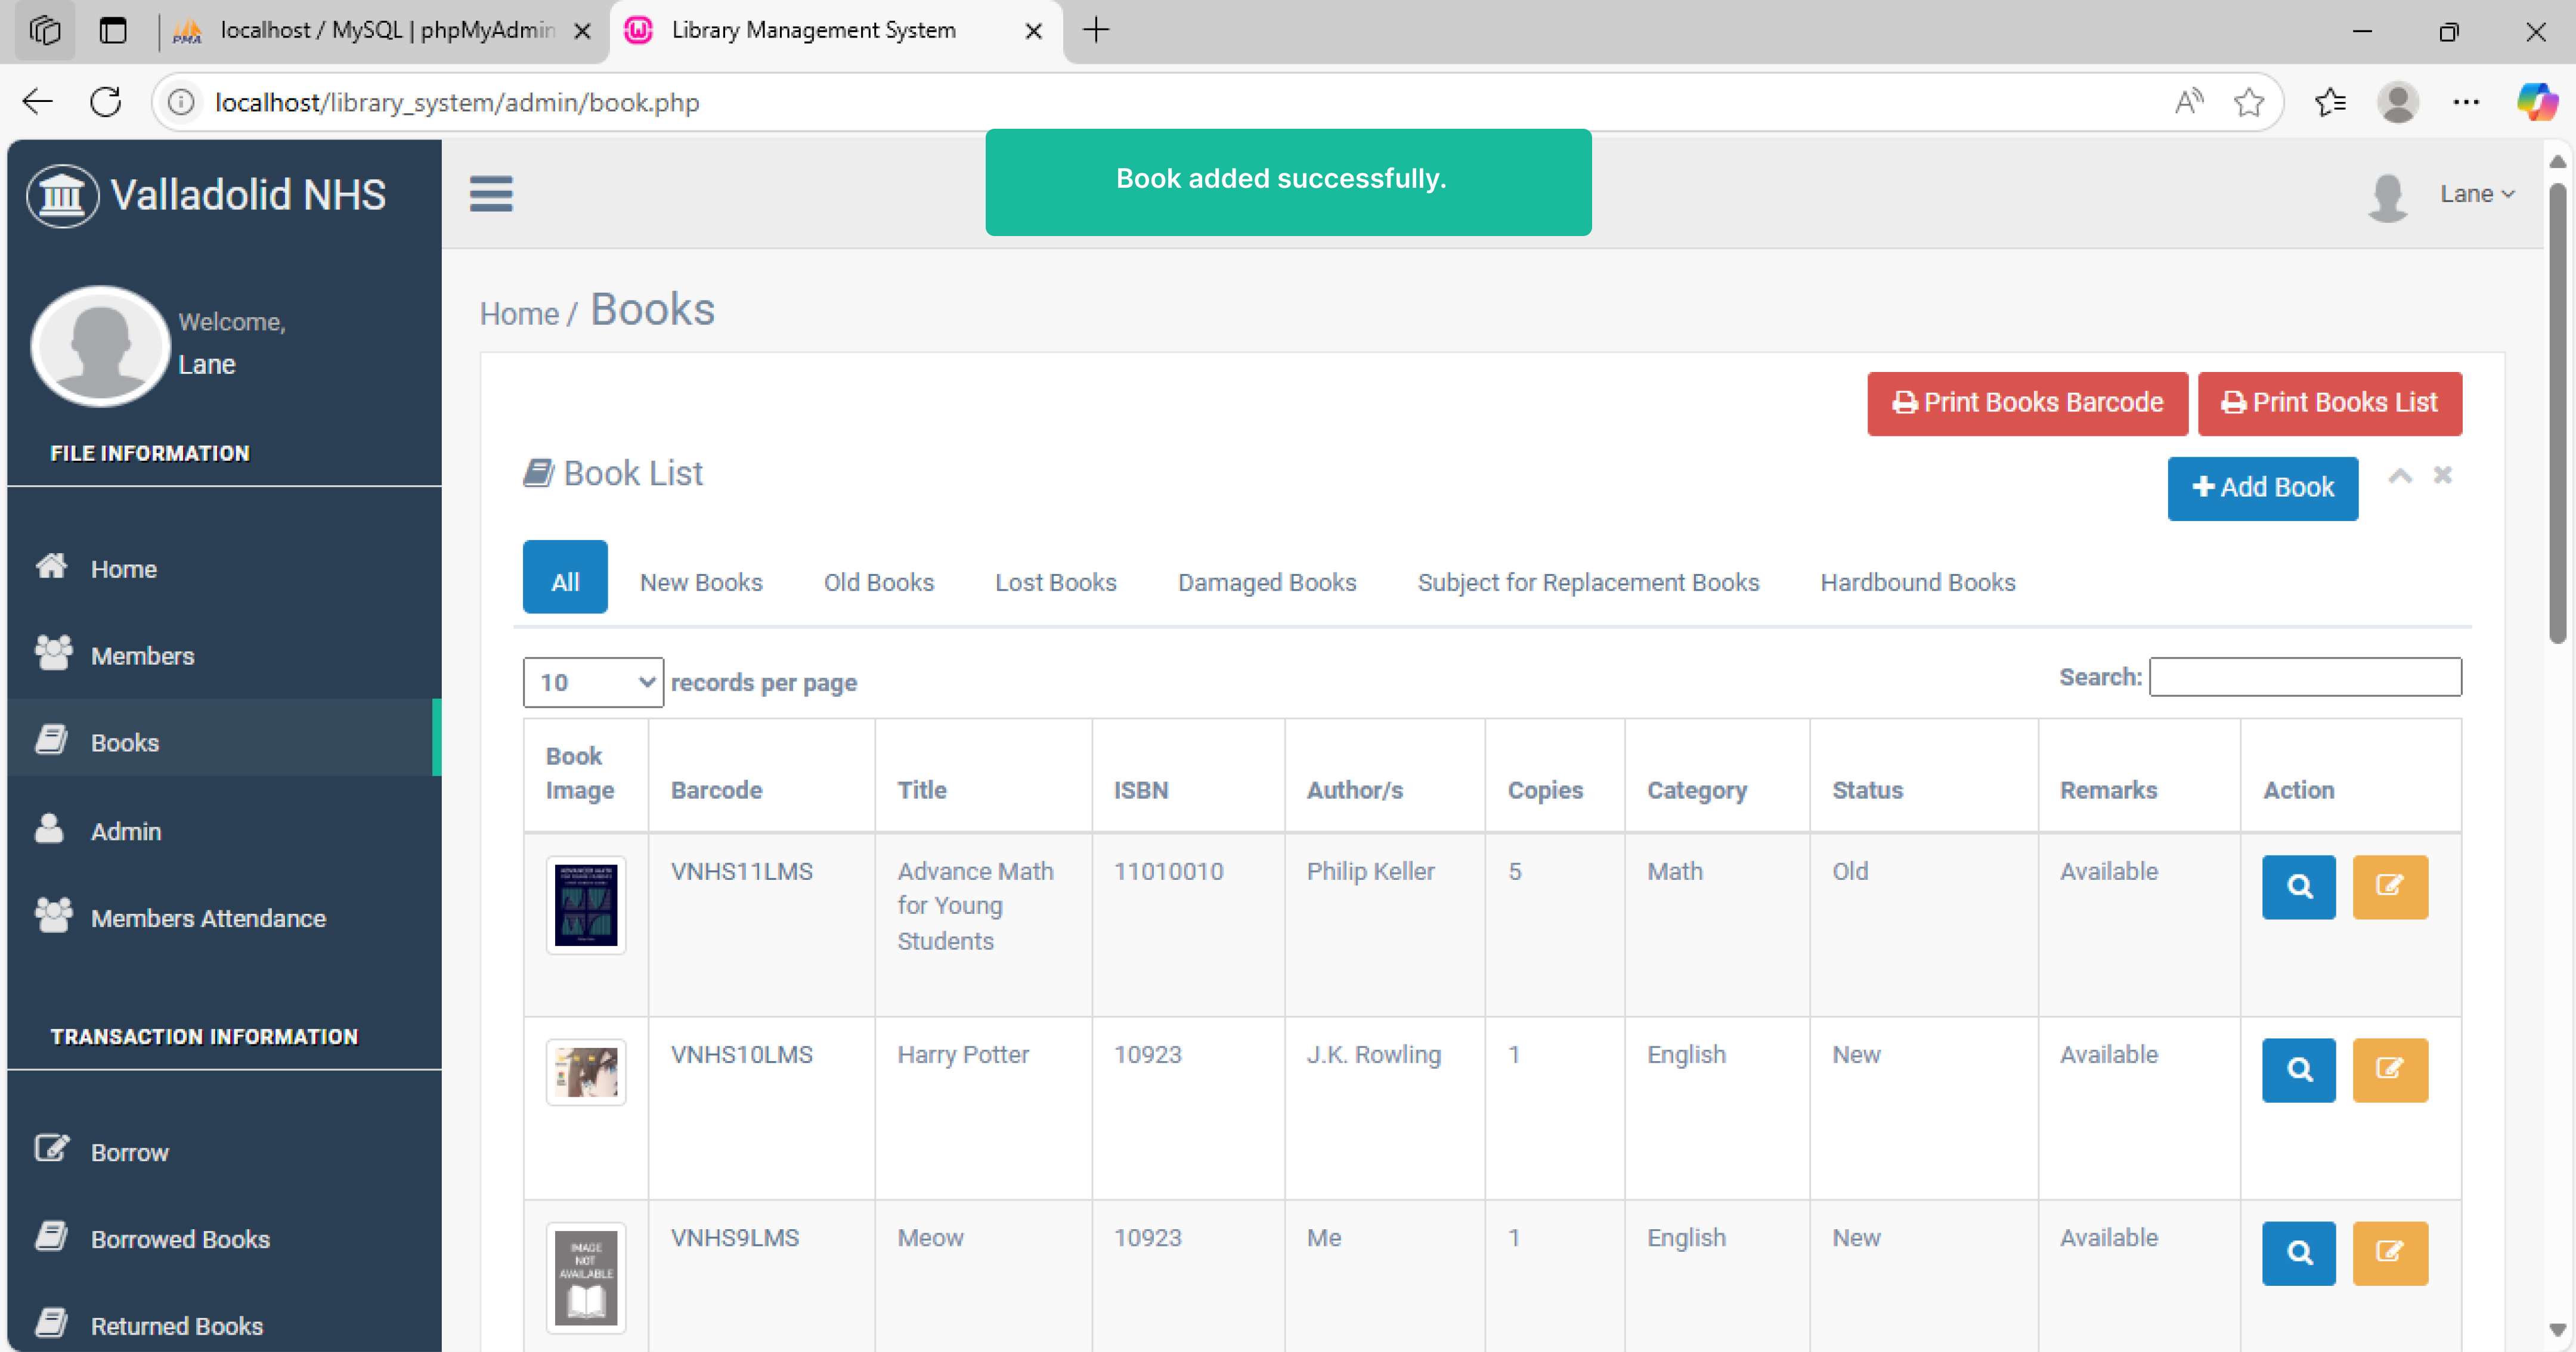 localhost / MySQL | phpMyAdmin
Library Management System
localhost/library_system/admin/book.php
Valladolid NHS
Book added successfully.
Lane
Welcome,
Lane
FILE INFORMATION
Home
Members
Books
Admin
Members Attendance
TRANSACTION INFORMATION
Borrow
Borrowed Books
Returned Books
Home / Books
Print Books Barcode
Print Books List
Book List
Add Book
All New Books Old Books Lost Books Damaged Books Subject for Replacement Books Hardbound Books
10 records per page
Search:
Book Image Barcode Title ISBN Author/s Copies Category Status Remarks Action
VNHS11LMS Advance Math for Young Students 11010010 Philip Keller 5 Math Old Available
VNHS10LMS Harry Potter 10923 J.K. Rowling 1 English New Available
IMAGE NOT AVAILABLE VNHS9LMS Meow 10923 Me 1 English New Available